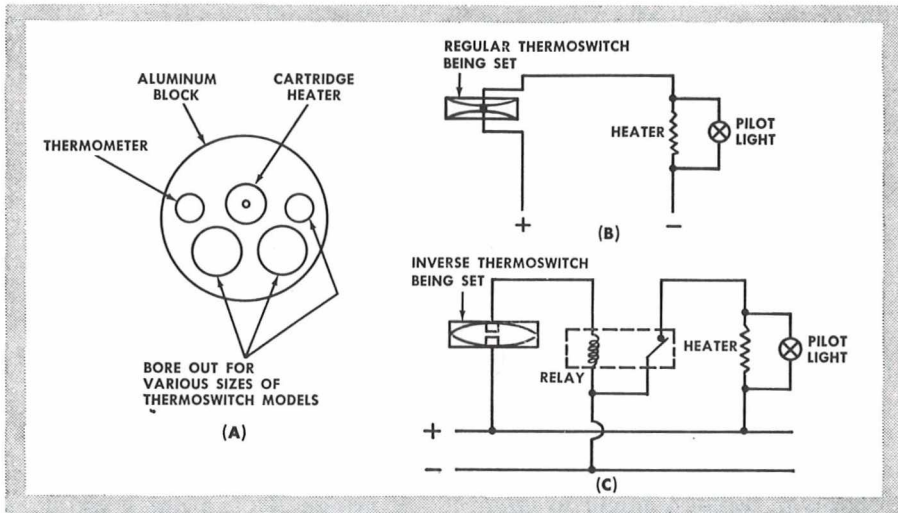 ALUMINUM
BLOCK
CARTRIDGE
HEATER
THERMOMETER
BORE OUT FOR
VARIOUS SIZES OF
THERMOSWITCH MODELS
(A)
REGULAR THERMOSWITCH
BEING SET
HEATER
PILOT
LIGHT
+
−
(B)
INVERSE THERMOSWITCH
BEING SET
RELAY
HEATER
PILOT
LIGHT
+
−
(C)